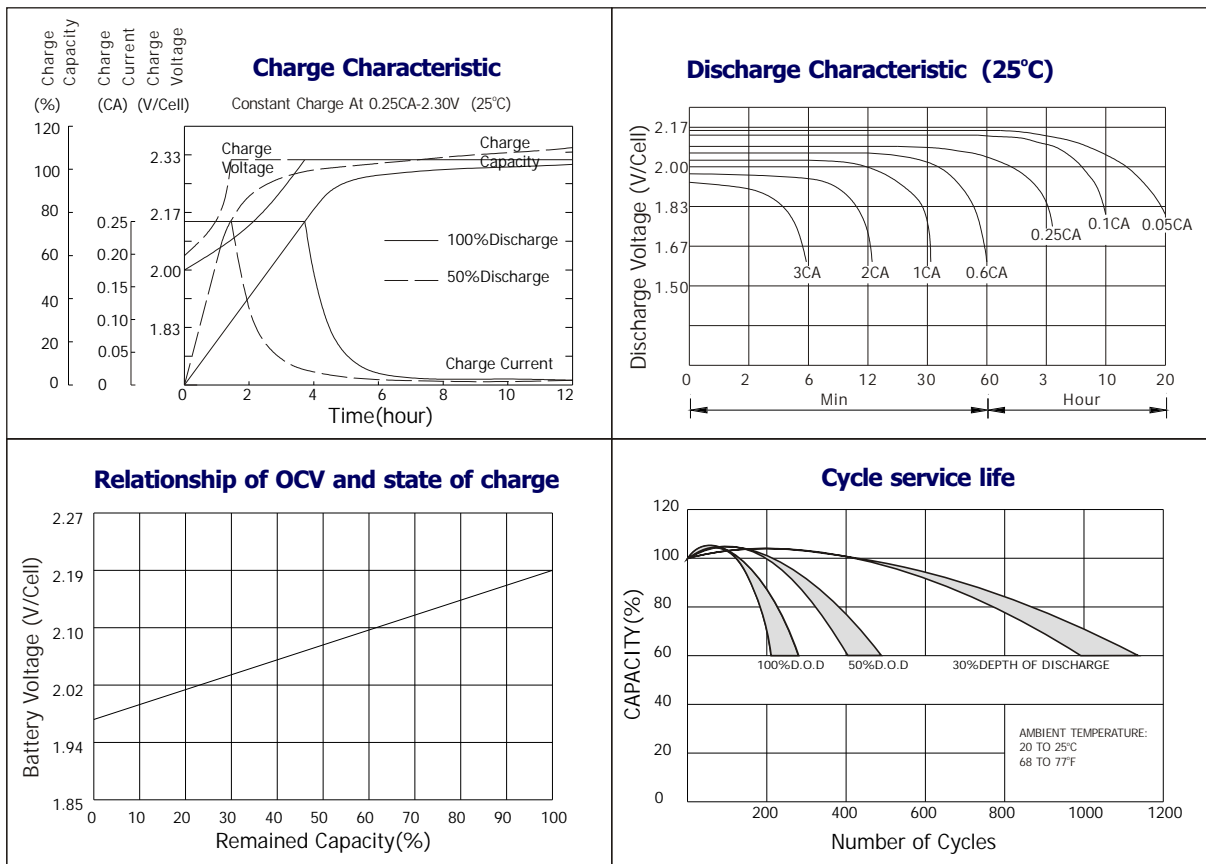 Charge Capacity
Charge Current
Charge Voltage
(%)
(CA)
(V/Cell)
Charge Characteristic
Constant Charge At 0.25CA-2.30V (25°C)
120
100
80
60
40
20
0
0.25
0.20
0.15
0.10
0.05
0
2.33
2.17
2.00
1.83
Charge
Voltage
Charge
Capacity
100%Discharge
50%Discharge
Charge Current
0 2 4 6 8 10 12
Time(hour)
Discharge Characteristic (25°C)
Discharge Voltage (V/Cell)
2.17
2.00
1.83
1.67
1.50
3CA
2CA
1CA
0.6CA
0.25CA
0.1CA
0.05CA
0 2 6 12 30 60 3 10 20
Min
Hour
Relationship of OCV and state of charge
Battery Voltage (V/Cell)
2.27
2.19
2.10
2.02
1.94
1.85
0 10 20 30 40 50 60 70 80 90 100
Remained Capacity(%)
Cycle service life
CAPACITY(%)
120
100
80
60
40
20
0
100%D.O.D
50%D.O.D
30%DEPTH OF DISCHARGE
AMBIENT TEMPERATURE:
20 TO 25°C
68 TO 77°F
200 400 600 800 1000 1200
Number of Cycles